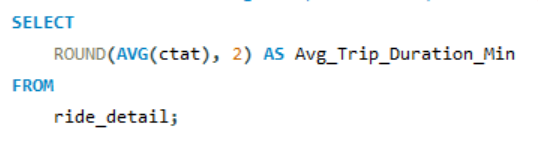 SELECT
ROUND(AVG(ctat), 2) AS Avg_Trip_Duration_Min
FROM
ride_detail;